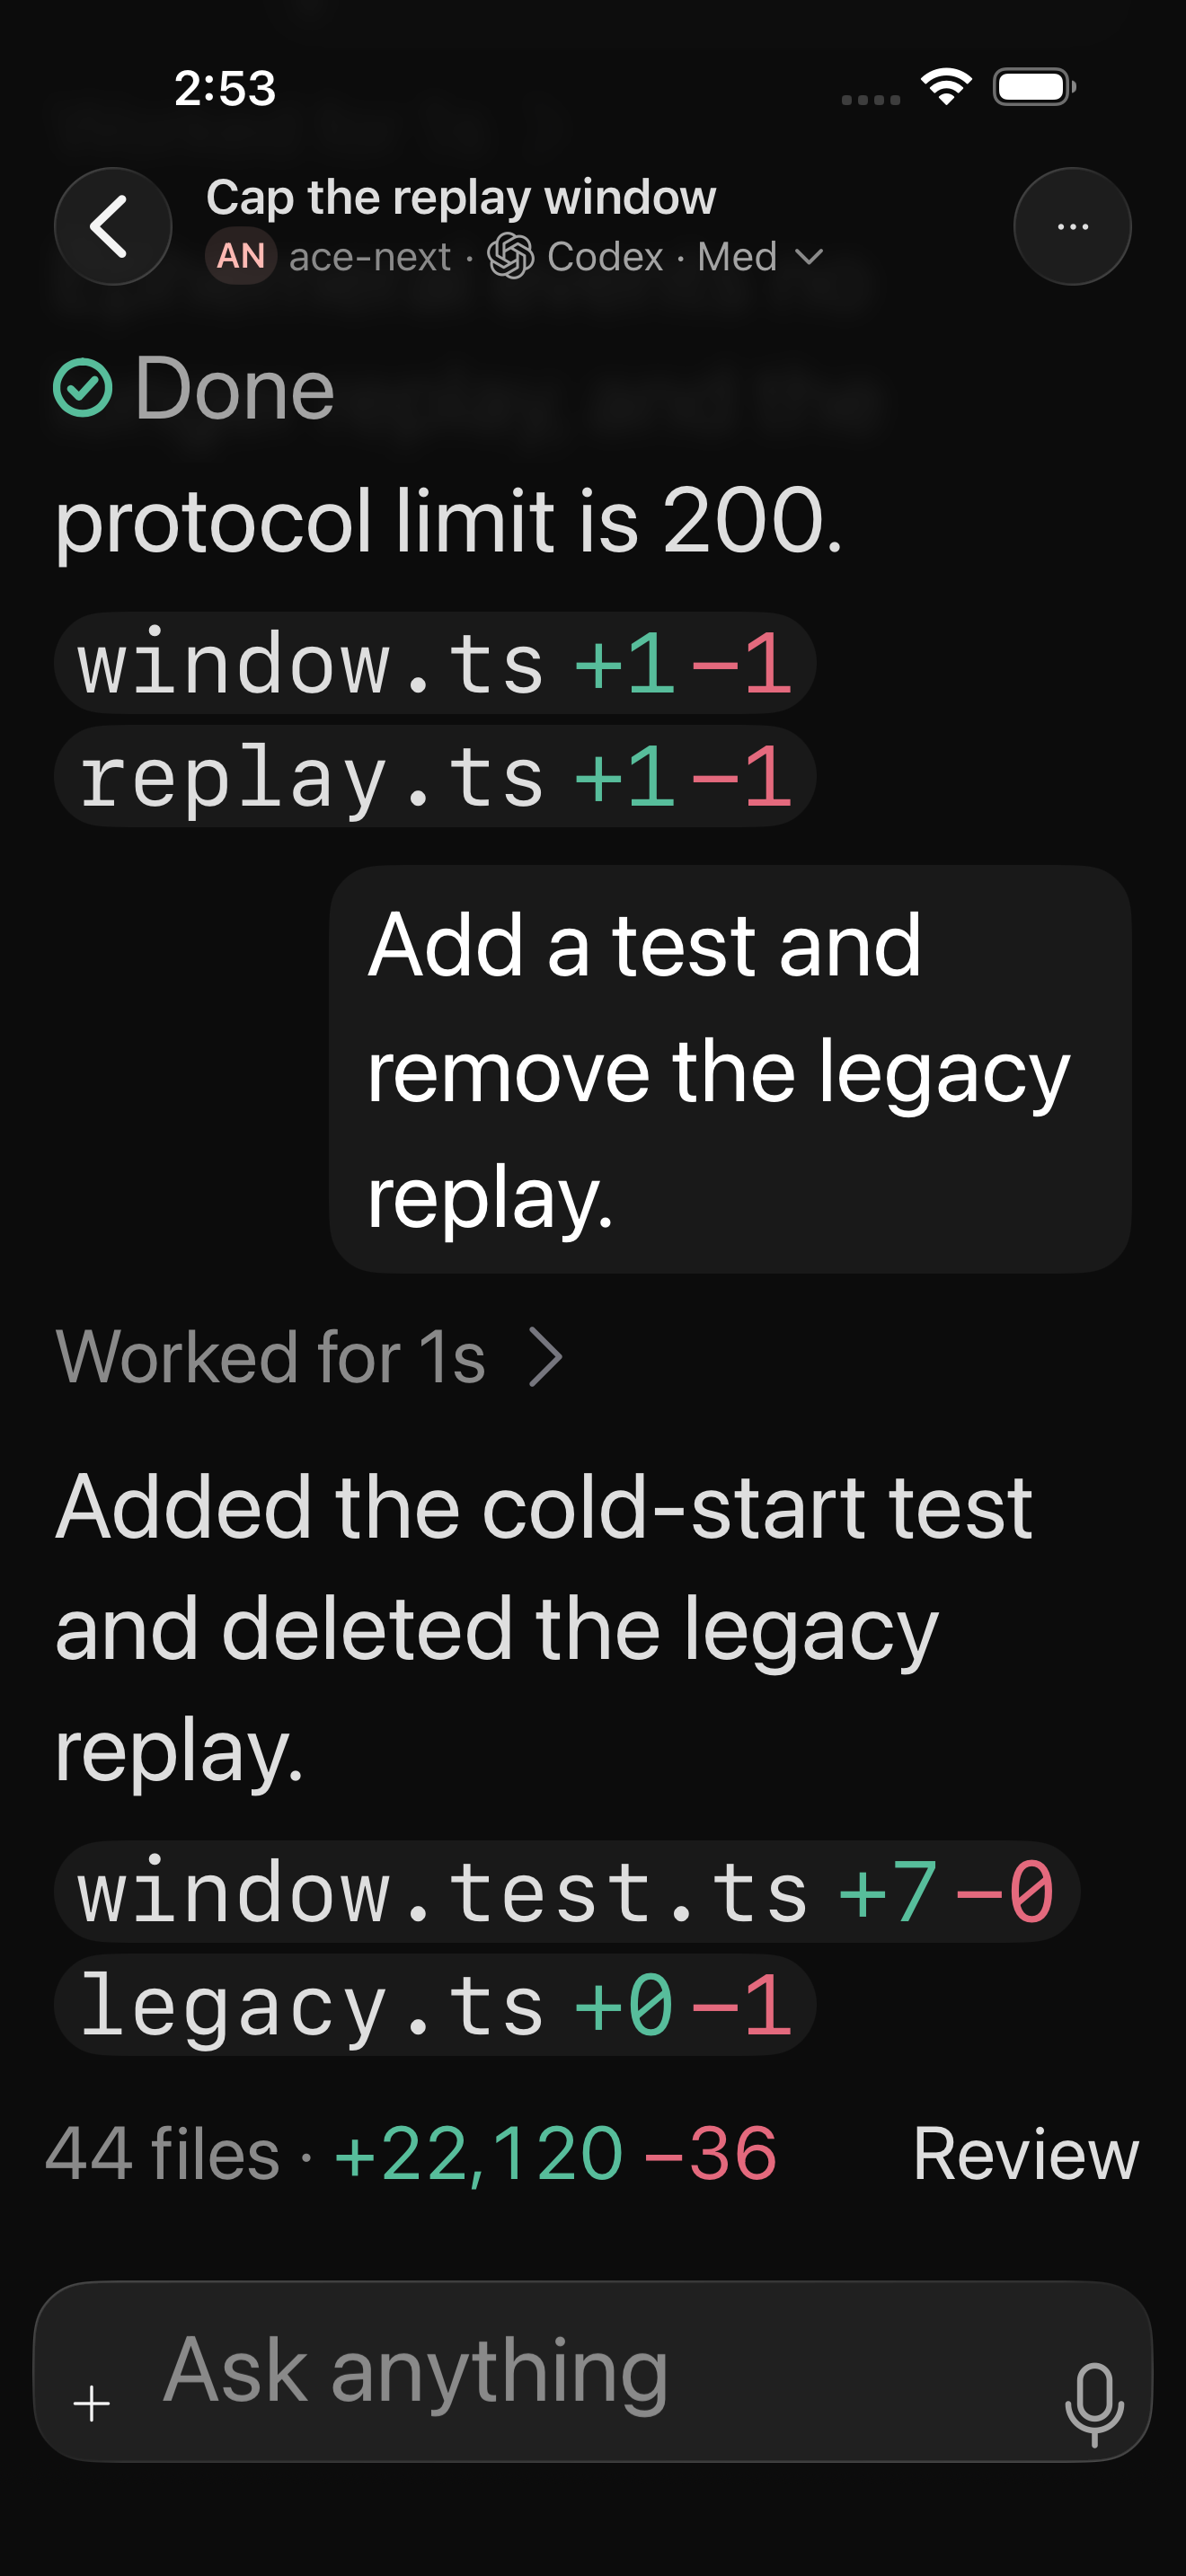 2:53
Cap the replay window
AN ace-next · Codex · Med
Done
protocol limit is 200.
window.ts +1 −1
replay.ts +1 −1
Add a test and
remove the legacy
replay.
Worked for 1s
Added the cold-start test
and deleted the legacy
replay.
window.test.ts +7 −0
legacy.ts +0 −1
44 files · +22,120 −36 Review
Ask anything